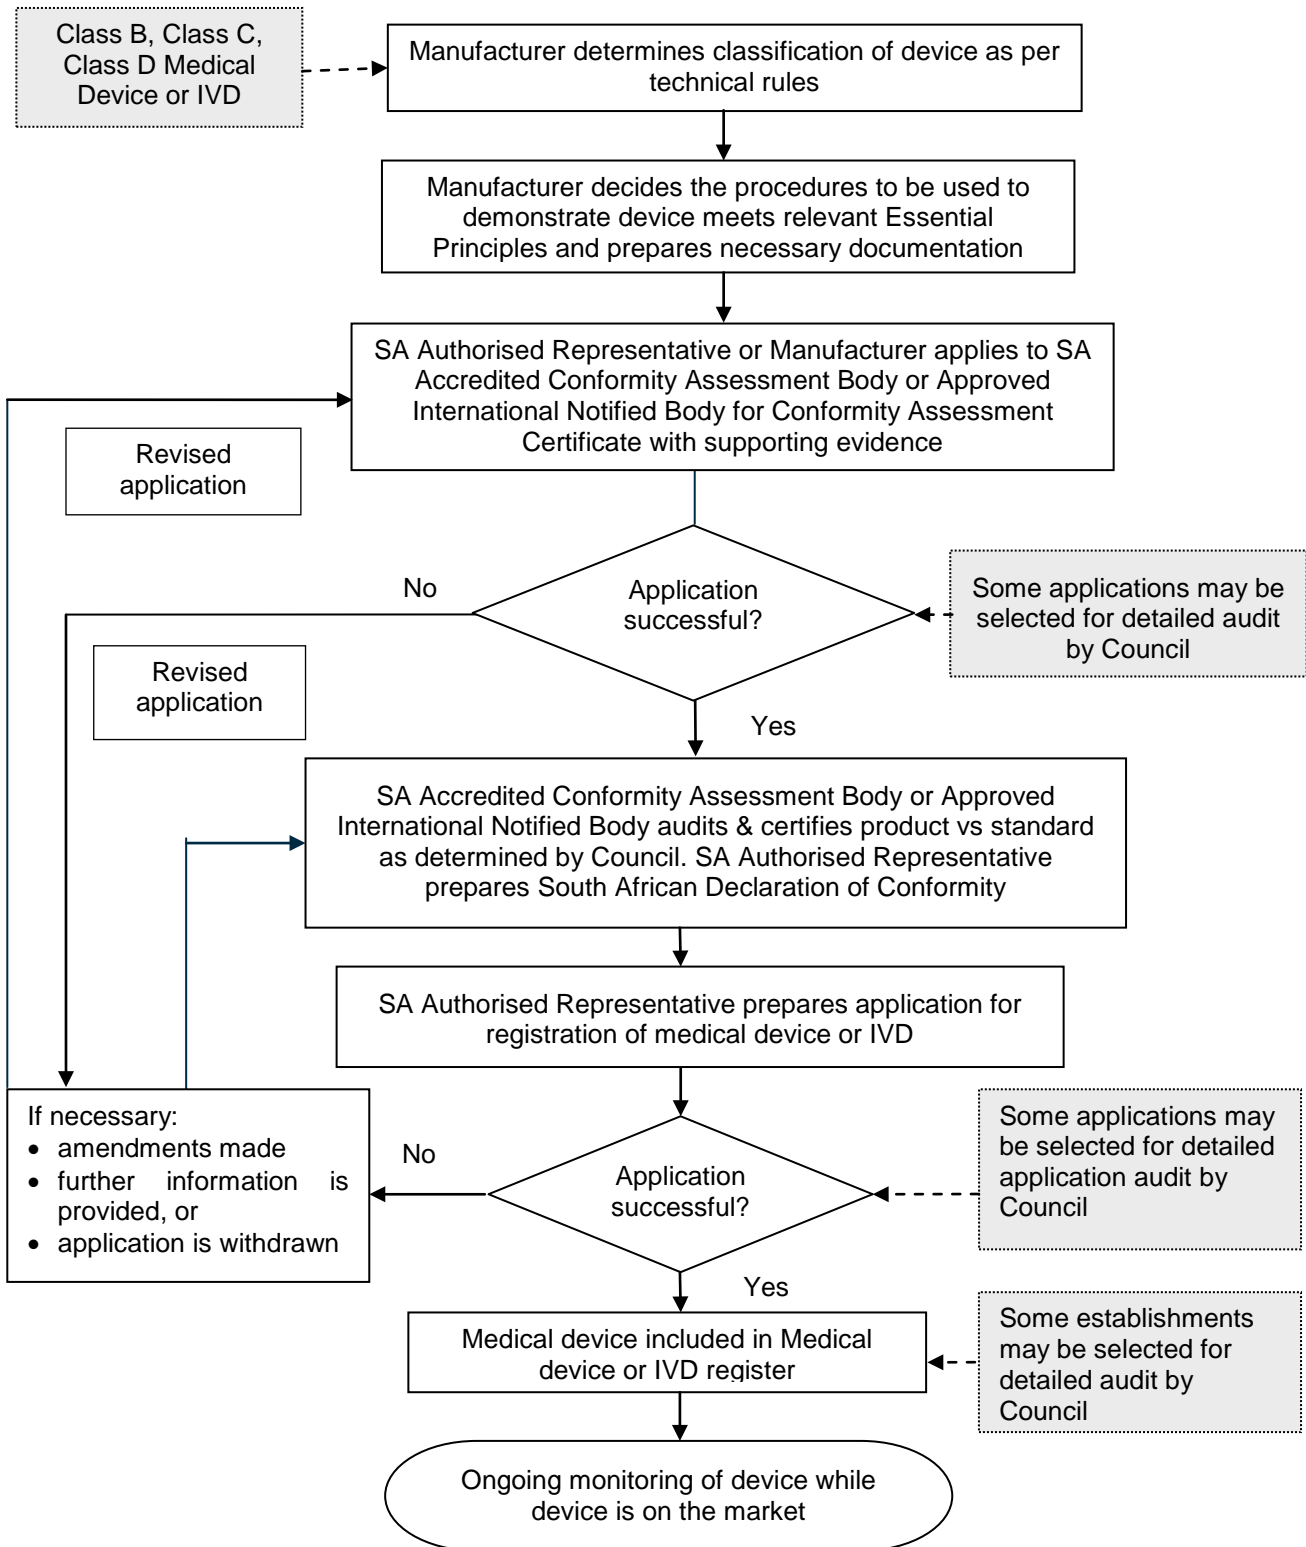 Class B, Class C,
Class D Medical
Device or IVD
Manufacturer determines classification of device as per
technical rules
Manufacturer decides the procedures to be used to
demonstrate device meets relevant Essential
Principles and prepares necessary documentation
SA Authorised Representative or Manufacturer applies to SA
Accredited Conformity Assessment Body or Approved
International Notified Body for Conformity Assessment
Certificate with supporting evidence
Revised
application
No
Application
successful?
Some applications may be
selected for detailed audit
by Council
Revised
application
Yes
SA Accredited Conformity Assessment Body or Approved
International Notified Body audits & certifies product vs standard
as determined by Council. SA Authorised Representative
prepares South African Declaration of Conformity
SA Authorised Representative prepares application for
registration of medical device or IVD
If necessary:
• amendments made
• further information is
provided, or
• application is withdrawn
No
Application
successful?
Some applications may
be selected for detailed
application audit by
Council
Yes
Medical device included in Medical
device or IVD register
Some establishments
may be selected for
detailed audit by
Council
Ongoing monitoring of device while
device is on the market